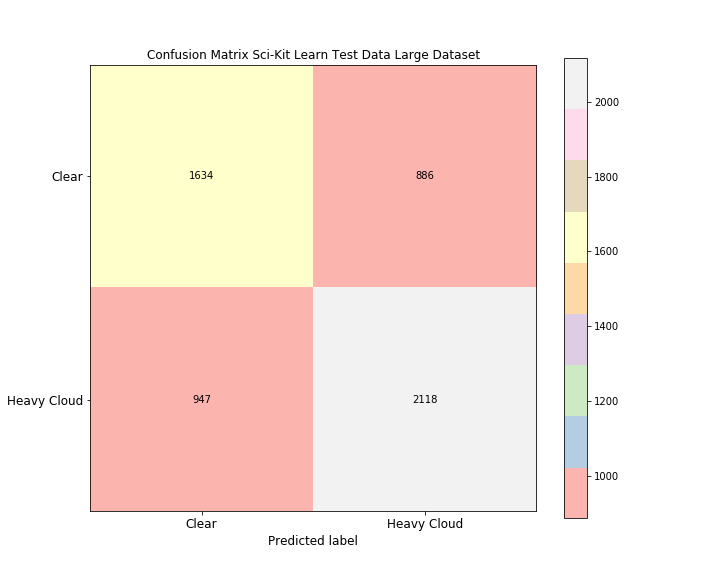 Confusion Matrix Sci-Kit Learn Test Data Large Dataset
Clear
1634
886
Heavy Cloud
947
2118
Clear
Heavy Cloud
Predicted label
2000
1800
1600
1400
1200
1000